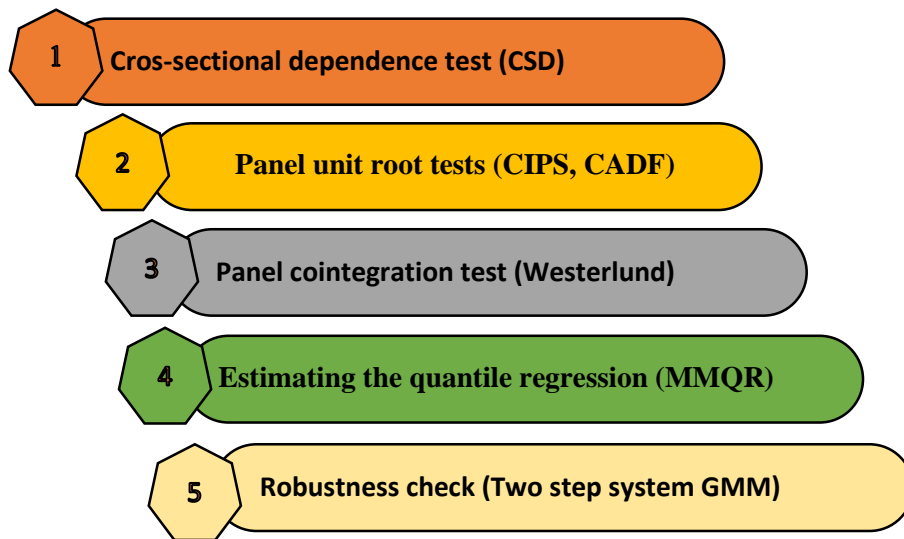 1 Cros-sectional dependence test (CSD)
2 Panel unit root tests (CIPS, CADF)
3 Panel cointegration test (Westerlund)
4 Estimating the quantile regression (MMQR)
5 Robustness check (Two step system GMM)